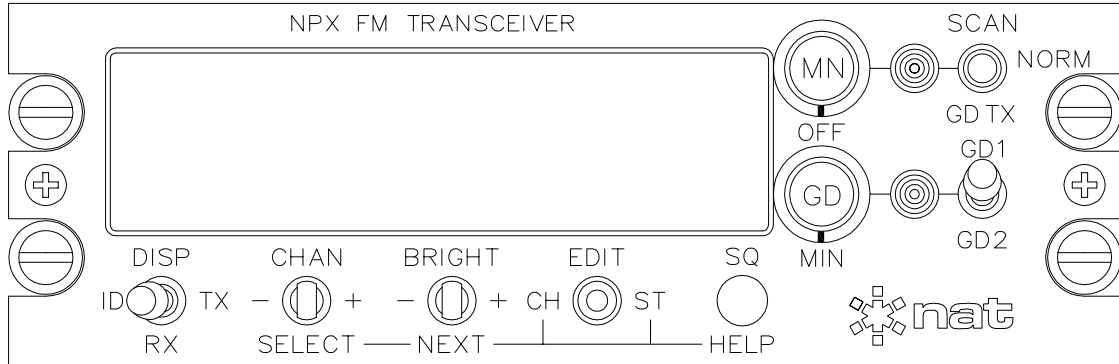 NPX FM TRANSCEIVER
SCAN
MN
NORM
OFF
GD TX
GD1
GD
MIN
GD2
DISP CHAN BRIGHT EDIT SQ
ID TX - + - + CH ST
RX SELECT NEXT HELP
nat